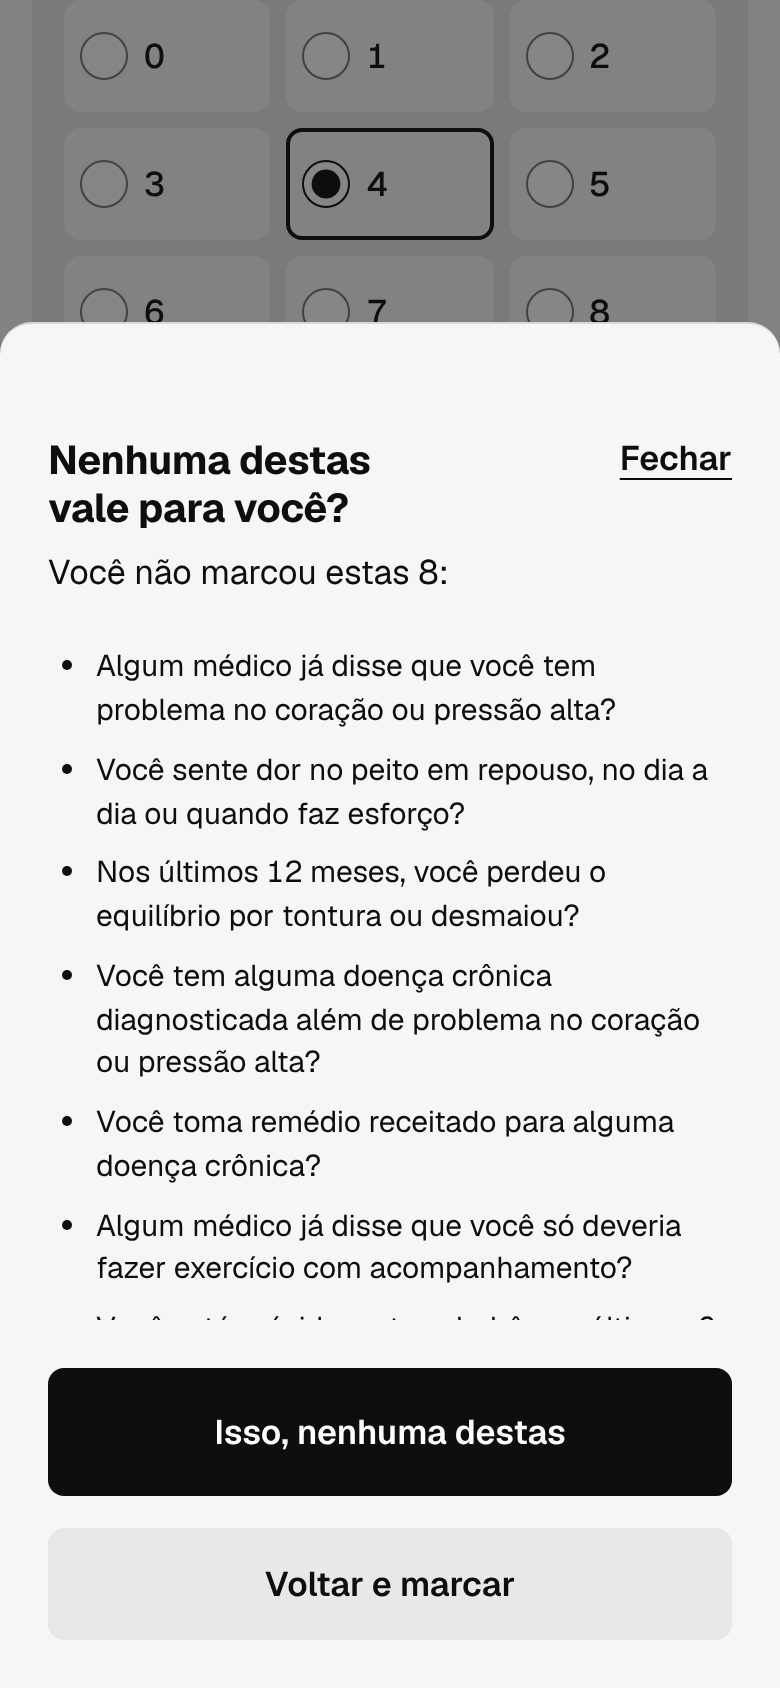 0
1
2
3
4
5
6
7
8
Nenhuma destas
vale para você?
Fechar
Você não marcou estas 8:
• Algum médico já disse que você tem
problema no coração ou pressão alta?
• Você sente dor no peito em repouso, no dia a
dia ou quando faz esforço?
• Nos últimos 12 meses, você perdeu o
equilíbrio por tontura ou desmaiou?
• Você tem alguma doença crônica
diagnosticada além de problema no coração
ou pressão alta?
• Você toma remédio receitado para alguma
doença crônica?
• Algum médico já disse que você só deveria
fazer exercício com acompanhamento?
Isso, nenhuma destas
Voltar e marcar